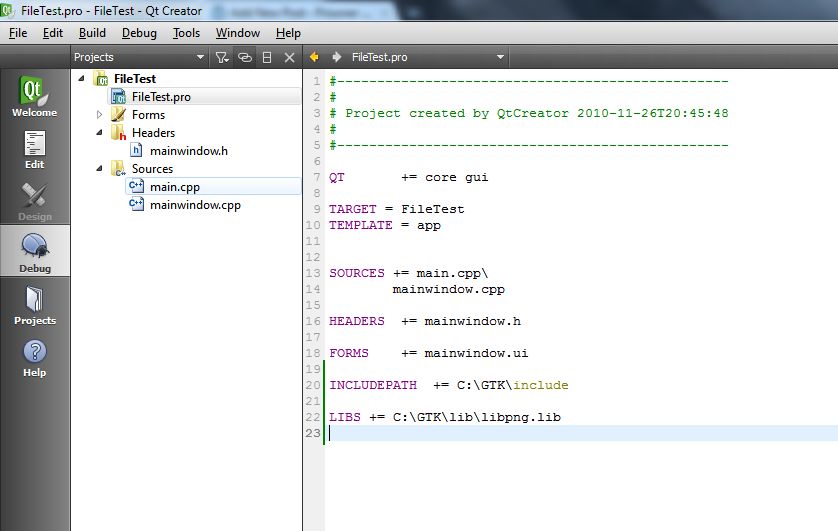 FileTest.pro - FileTest - Qt Creator
File Edit Build Debug Tools Window Help
Projects
FileTest.pro
Qt
Welcome
Edit
Design
Debug
Projects
Help
FileTest
FileTest.pro
Forms
Headers
mainwindow.h
Sources
main.cpp
mainwindow.cpp
1 #-------------------------------------------------
2 #
3 # Project created by QtCreator 2010-11-26T20:45:48
4 #
5 #-------------------------------------------------
6
7 QT       += core gui
8
9 TARGET = FileTest
10 TEMPLATE = app
11
12
13 SOURCES += main.cpp\
14         mainwindow.cpp
15
16 HEADERS  += mainwindow.h
17
18 FORMS    += mainwindow.ui
19
20 INCLUDEPATH  += C:\GTK\include
21
22 LIBS += C:\GTK\lib\libpng.lib
23